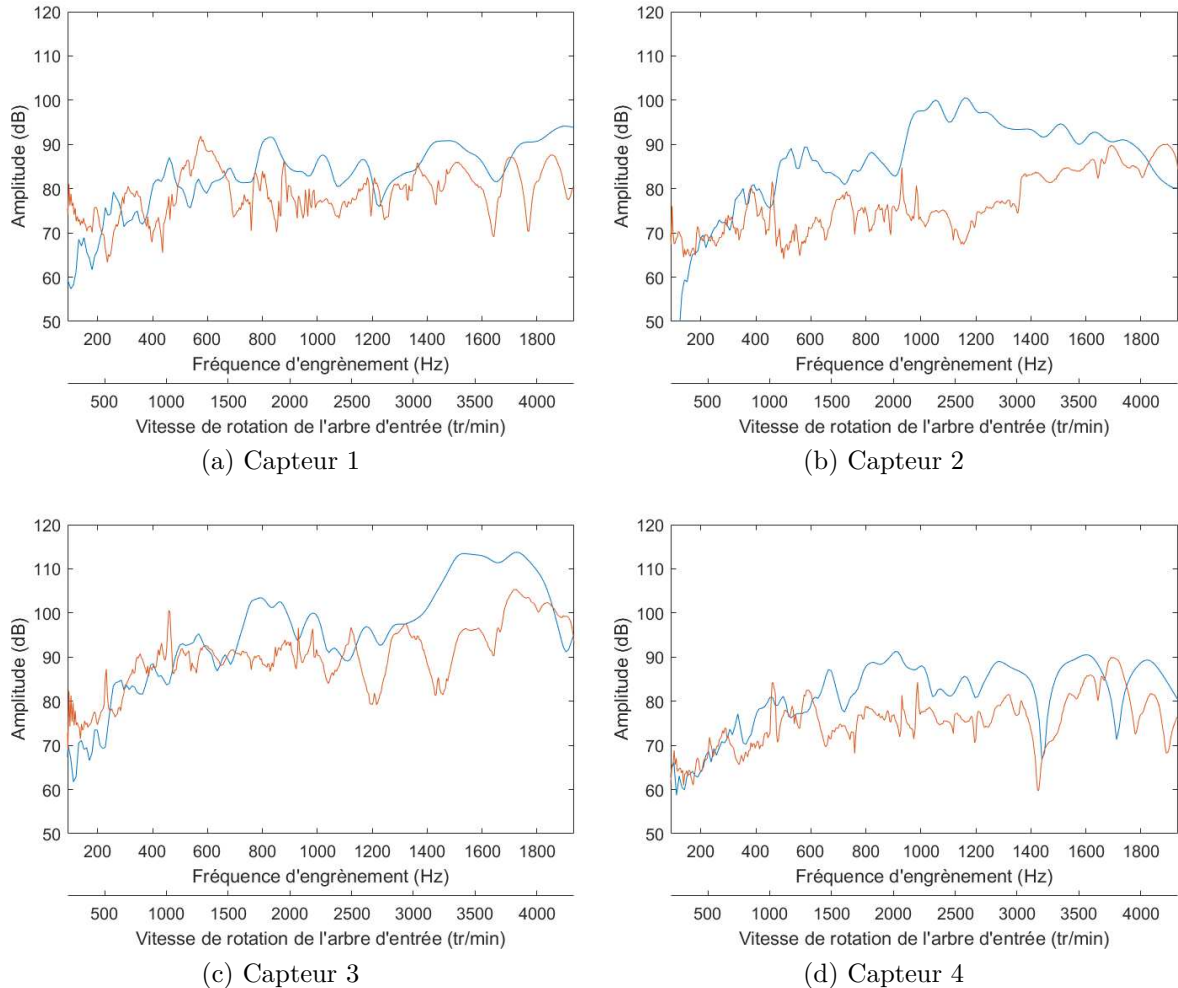 120
110
100
90
80
70
60
50
Amplitude (dB)
200 400 600 800 1000 1200 1400 1600 1800
Fréquence d'engrènement (Hz)
500 1000 1500 2000 2500 3000 3500 4000
Vitesse de rotation de l'arbre d'entrée (tr/min)
(a) Capteur 1
120
110
100
90
80
70
60
50
Amplitude (dB)
200 400 600 800 1000 1200 1400 1600 1800
Fréquence d'engrènement (Hz)
500 1000 1500 2000 2500 3000 3500 4000
Vitesse de rotation de l'arbre d'entrée (tr/min)
(b) Capteur 2
120
110
100
90
80
70
60
50
Amplitude (dB)
200 400 600 800 1000 1200 1400 1600 1800
Fréquence d'engrènement (Hz)
500 1000 1500 2000 2500 3000 3500 4000
Vitesse de rotation de l'arbre d'entrée (tr/min)
(c) Capteur 3
120
110
100
90
80
70
60
50
Amplitude (dB)
200 400 600 800 1000 1200 1400 1600 1800
Fréquence d'engrènement (Hz)
500 1000 1500 2000 2500 3000 3500 4000
Vitesse de rotation de l'arbre d'entrée (tr/min)
(d) Capteur 4